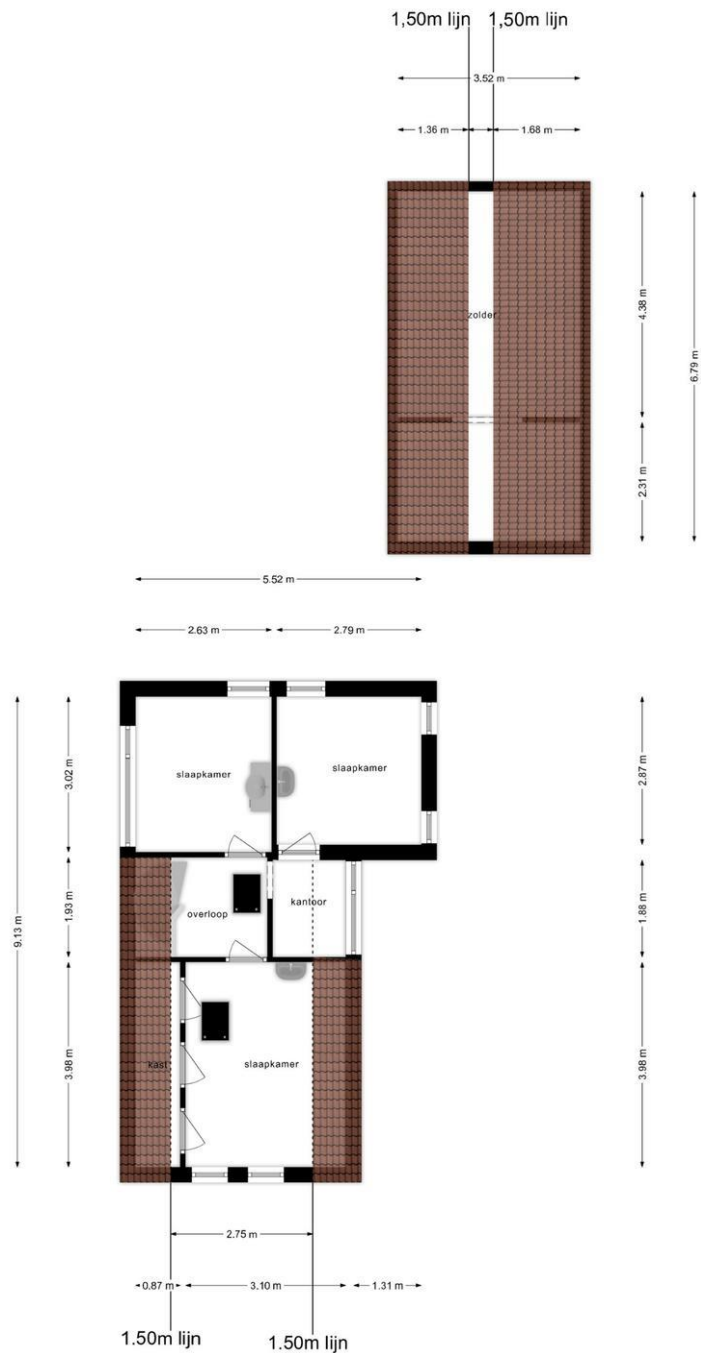 1,50m lijn 1,50m lijn
3.52 m
1.36 m 1.68 m
4.38 m
6.79 m
zolder
2.31 m
5.52 m
2.63 m 2.79 m
3.02 m
2.87 m
slaapkamer
slaapkamer
9.13 m
1.93 m
1.88 m
kantoor
overloop
3.98 m
3.98 m
kast
slaapkamer
2.75 m
0.87 m 3.10 m 1.31 m
1.50m lijn 1.50m lijn